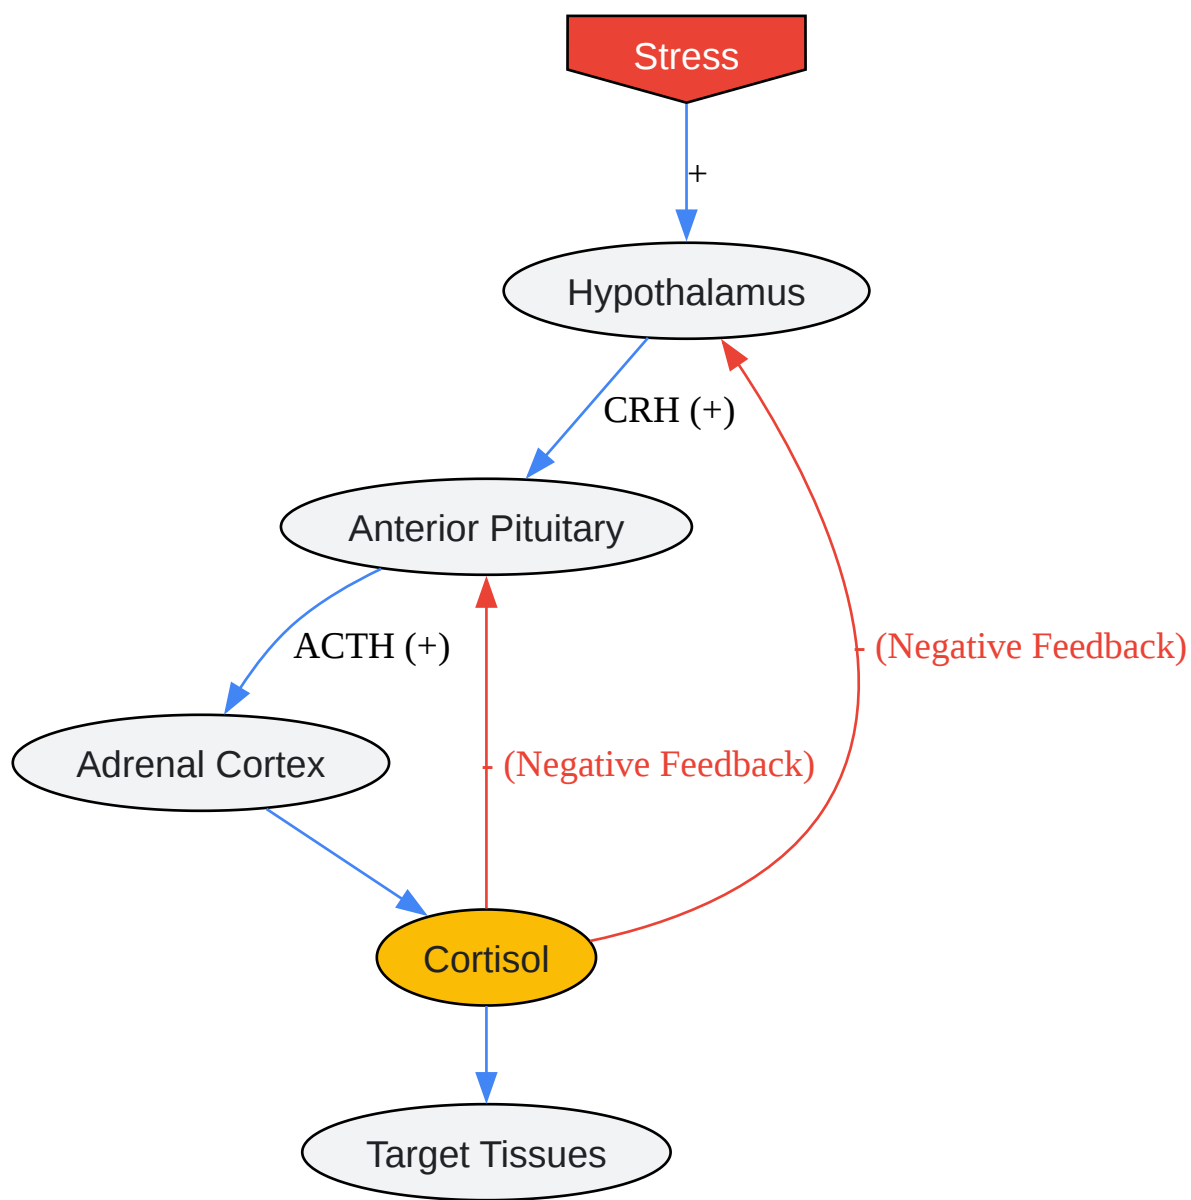 Stress
+
Hypothalamus
CRH (+)
Anterior Pituitary
ACTH (+)
- (Negative Feedback)
Adrenal Cortex
- (Negative Feedback)
Cortisol
Target Tissues